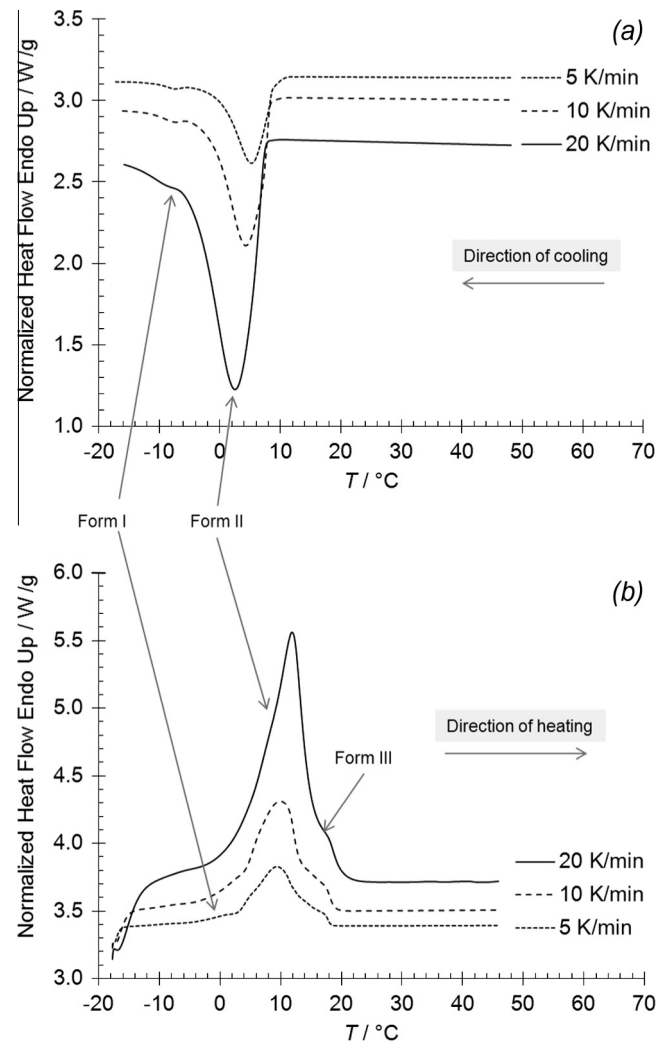 (a)
Normalized Heat Flow Endo Up / W/g
3.5
3.0
2.5
2.0
1.5
1.0
5 K/min
10 K/min
20 K/min
Direction of cooling
-20 -10 0 10 20 30 40 50 60 70
T / °C
Form I Form II
(b)
Normalized Heat Flow Endo Up / W/g
6.0
5.5
5.0
4.5
4.0
3.5
3.0
Direction of heating
Form III
20 K/min
10 K/min
5 K/min
-20 -10 0 10 20 30 40 50 60 70
T / °C